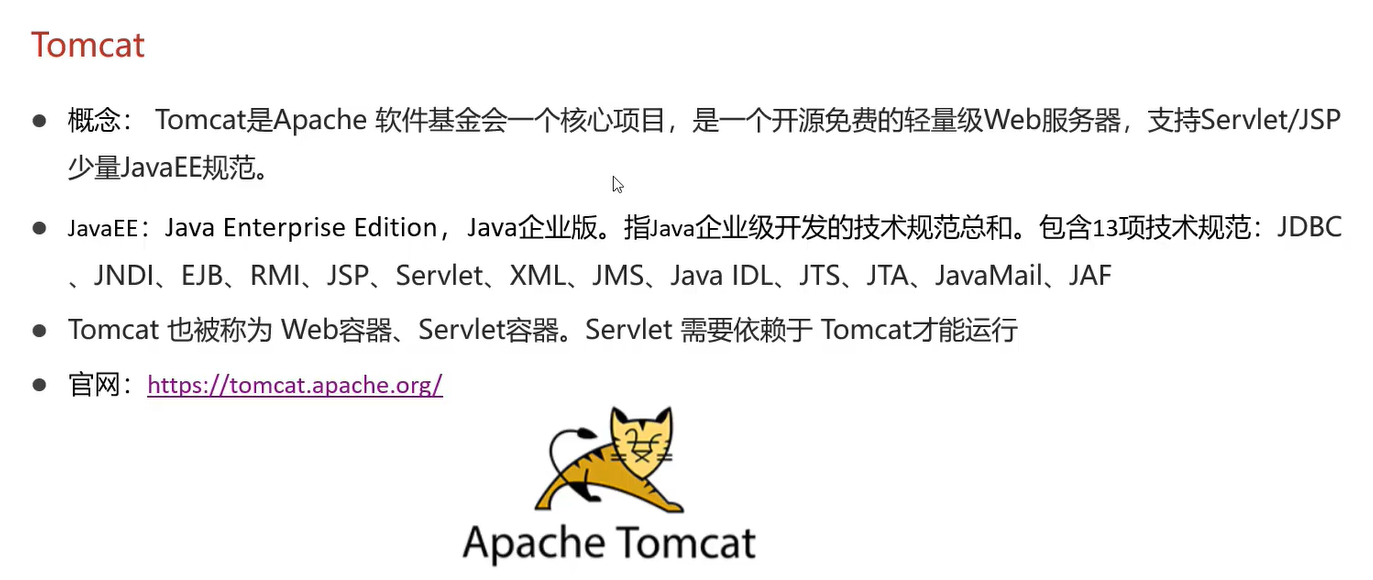 Tomcat
● 概念： Tomcat是Apache 软件基金会一个核心项目，是一个开源免费的轻量级Web服务器，支持Servlet/JSP
少量JavaEE规范。
● JavaEE：Java Enterprise Edition，Java企业版。指Java企业级开发的技术规范总和。包含13项技术规范：JDBC
、JNDI、EJB、RMI、JSP、Servlet、XML、JMS、Java IDL、JTS、JTA、JavaMail、JAF
● Tomcat 也被称为 Web容器、Servlet容器。Servlet 需要依赖于 Tomcat才能运行
● 官网：https://tomcat.apache.org/
Apache Tomcat